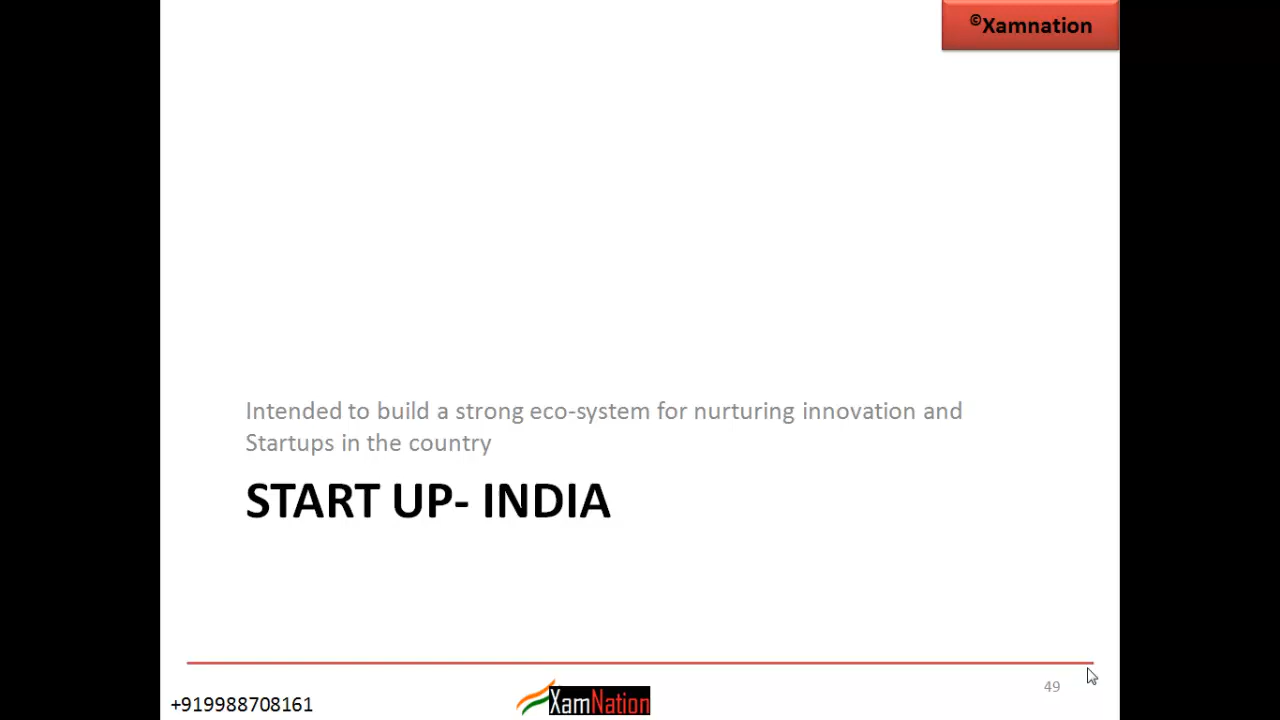 ©Xamnation
Intended to build a strong eco-system for nurturing innovation and
Startups in the country
START UP- INDIA
49
+919988708161
XamNation